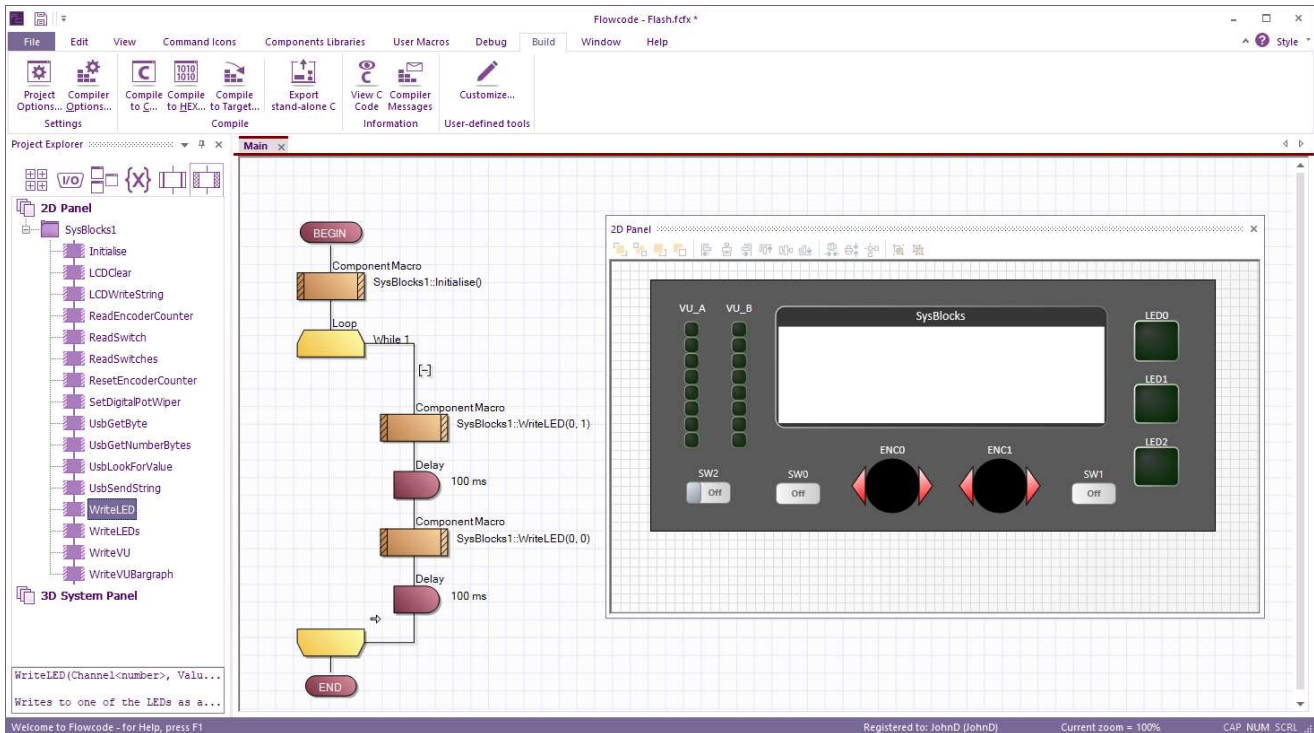 Flowcode - Flash.fcfx *
File Edit View Command Icons Components Libraries User Macros Debug Build Window Help Style
Project Options... Compiler Options... Compile to C... Compile to HEX... Compile to Target... Export stand-alone C View C Code Compiler Messages Customize...
Settings Compile Information User-defined tools
Project Explorer
Main
I/O {X}
2D Panel
SysBlocks1
Initialise
LCDClear
LCDWriteString
ReadEncoderCounter
ReadSwitch
ReadSwitches
ResetEncoderCounter
SetDigitalPotWiper
UsbGetByte
UsbGetNumberBytes
UsbLookForValue
UsbSendString
WriteLED
WriteLEDs
WriteVU
WriteVUBargraph
3D System Panel
WriteLED(Channel<number>, Valu...
Writes to one of the LEDs as a...
BEGIN
ComponentMacro
SysBlocks1::Initialise()
Loop
While 1
[-]
ComponentMacro
SysBlocks1::WriteLED(0, 1)
Delay
100 ms
ComponentMacro
SysBlocks1::WriteLED(0, 0)
Delay
100 ms
END
2D Panel
VU_A VU_B SysBlocks LED0
LED1
LED2
ENC0 ENC1
SW2 SW0 SW1
Off Off Off
Welcome to Flowcode - for Help, press F1 Registered to: JohnD (JohnD) Current zoom = 100% CAP NUM SCRL